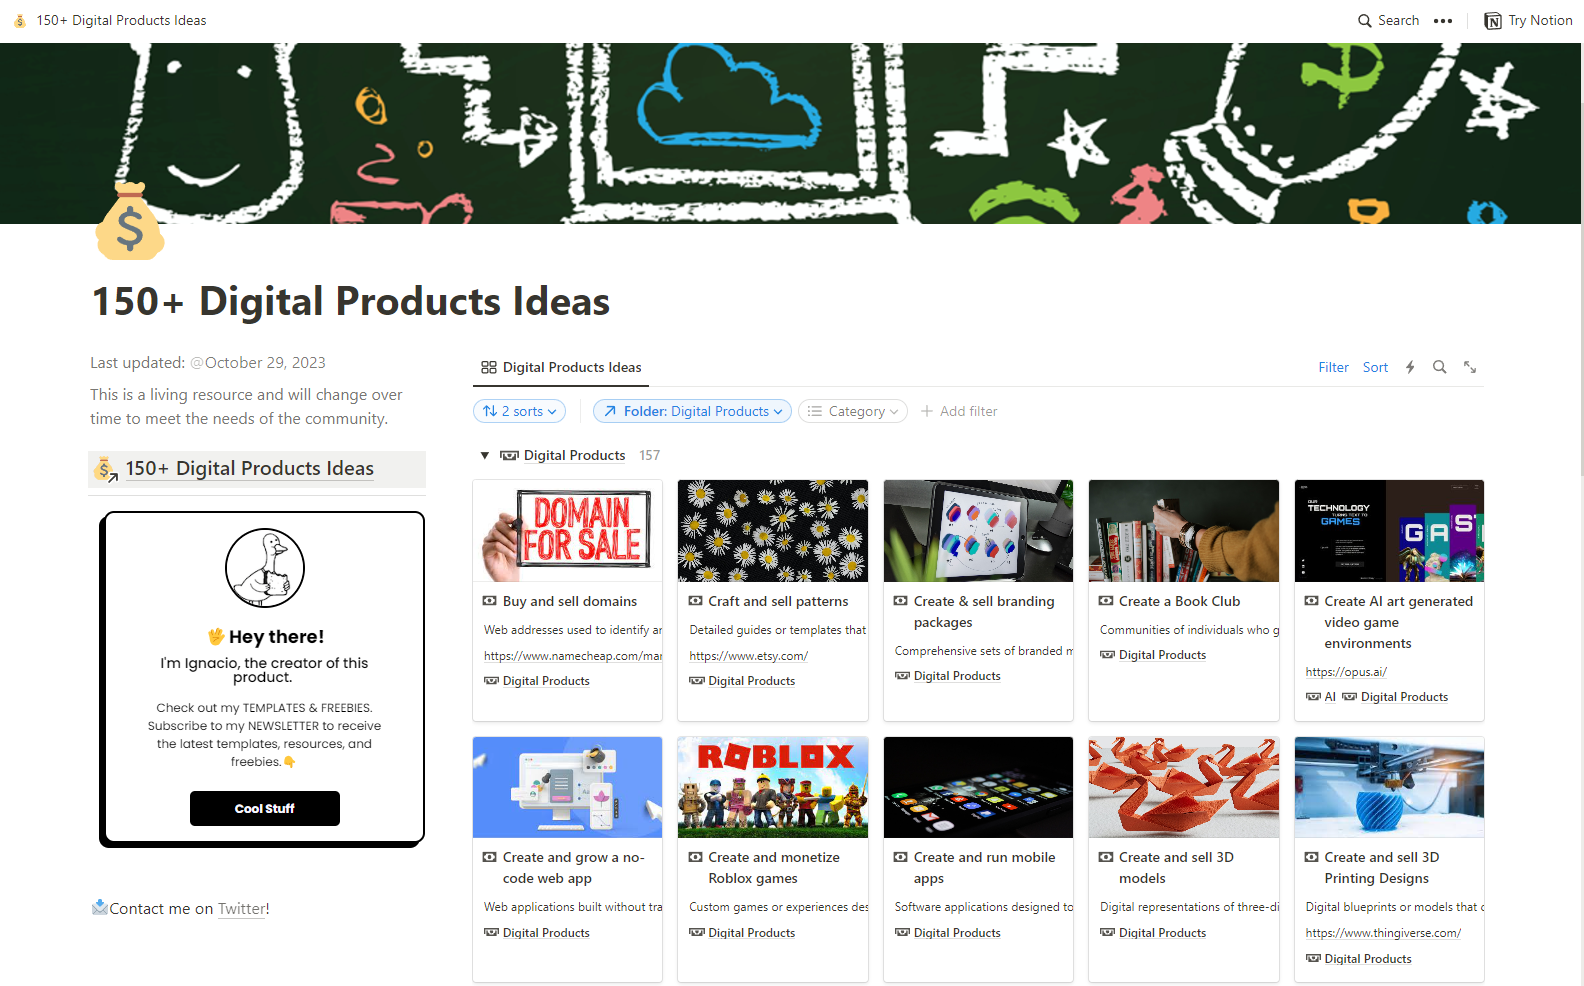 150+ Digital Products Ideas
Search
Try Notion
150+ Digital Products Ideas
Last updated: @October 29, 2023
This is a living resource and will change over
time to meet the needs of the community.
150+ Digital Products Ideas
Hey there!
I'm Ignacio, the creator of this
product.
Check out my TEMPLATES & FREEBIES.
Subscribe to my NEWSLETTER to receive
the latest templates, resources, and
freebies.
Cool Stuff
Contact me on Twitter!
Digital Products Ideas
Filter Sort
2 sorts
Folder: Digital Products
Category
Add filter
Digital Products 157
DOMAIN
FOR SALE
Buy and sell domains
Web addresses used to identify ar
https://www.namecheap.com/mar
Digital Products
Craft and sell patterns
Detailed guides or templates that
https://www.etsy.com/
Digital Products
Create & sell branding
packages
Comprehensive sets of branded m
Digital Products
Create a Book Club
Communities of individuals who g
Digital Products
OUR
TECHNOLOGY
TURNS TEXT TO
GAMES
GAS
Create AI art generated
video game
environments
https://opus.ai/
AI Digital Products
Create and grow a no-
code web app
Web applications built without tra
Digital Products
ROBLOX
Create and monetize
Roblox games
Custom games or experiences des
Digital Products
Create and run mobile
apps
Software applications designed to
Digital Products
Create and sell 3D
models
Digital representations of three-di
Digital Products
Create and sell 3D
Printing Designs
Digital blueprints or models that c
https://www.thingiverse.com/
Digital Products